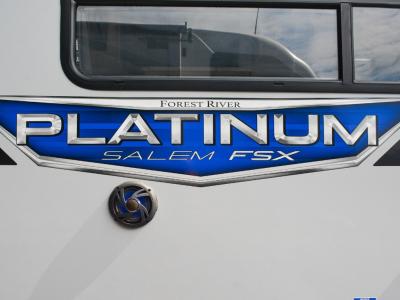 FOREST RIVER
PLATINUM
SALEM FSX